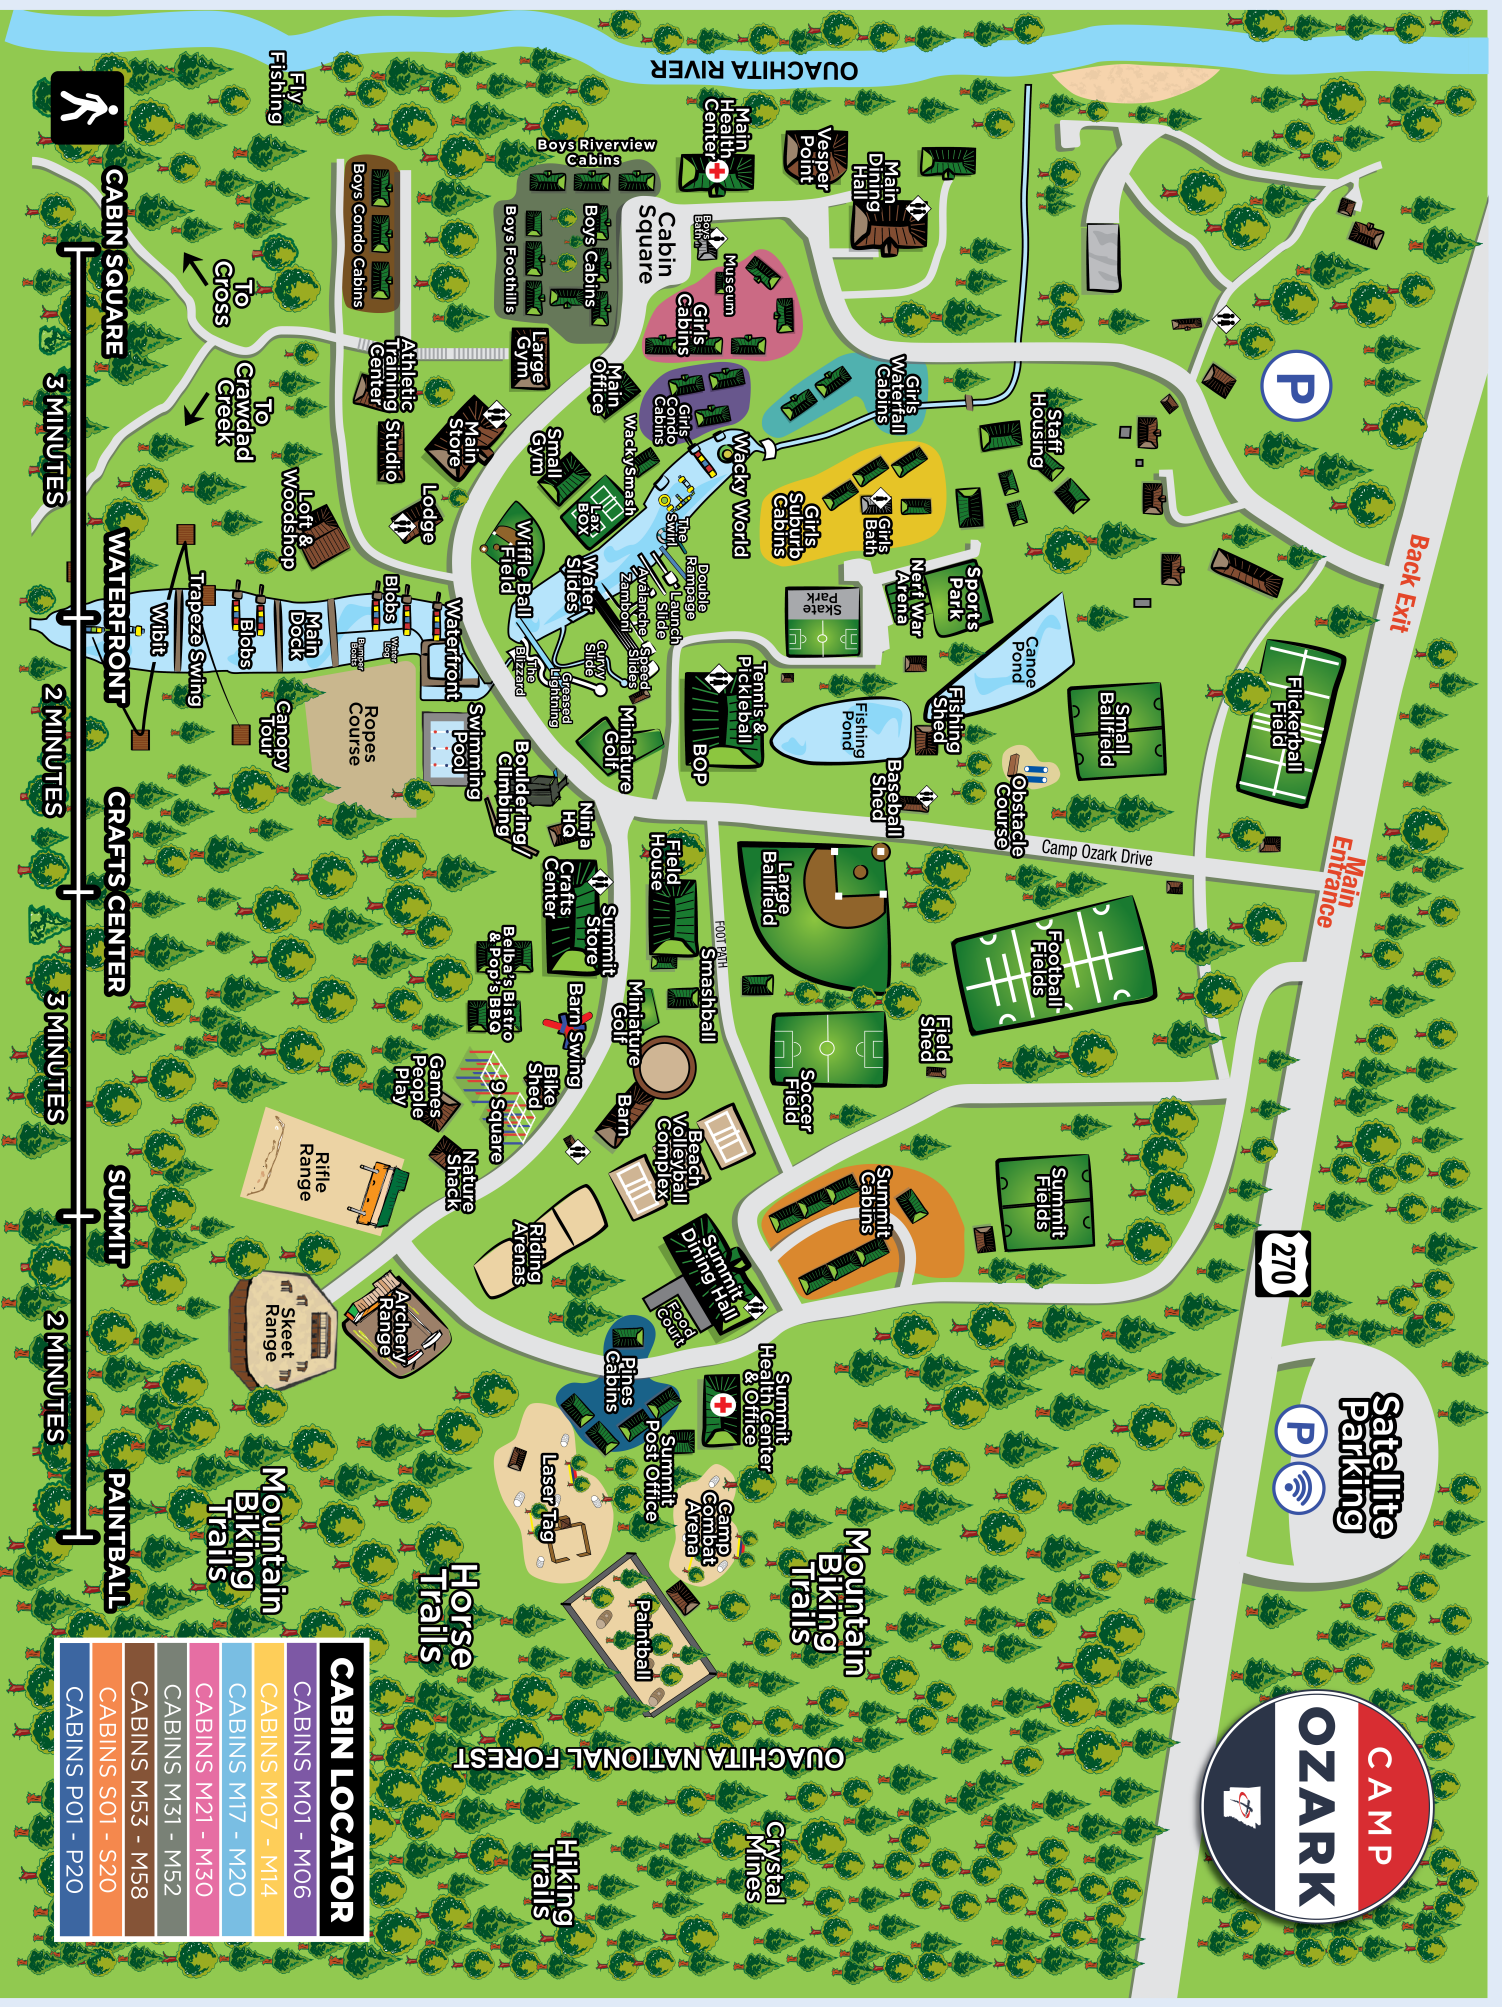 CAMP
OZARK
Satellite
Parking
P
P
270
Main
Entrance
Back Exit
Camp Ozark Drive
FOOT PATH
OUACHITA RIVER
OUACHITA NATIONAL FOREST
Fly
Fishing
Boys Riverview
Cabins
Boys Condo Cabins
Boys Foothills
Boys Cabins
Cabin
Square
Main
Health
Center
Vesper
Point
Main
Dining
Hall
Boys
Bath
Museum
Girls
Cabins
Girls
Condo
Cabins
Girls
Waterfall
Cabins
Girls
Suburb
Cabins
Girls
Bath
Staff
Housing
To
Cross
To
Crawdad
Creek
Athletic
Training
Center
Large
Gym
Main
Office
Main
Store
Studio
Small
Gym
WackySmash
Wacky World
Lax
BOX
Lodge
Loft &
Woodshop
Wiffle Ball
Field
The
Swirl
Double
Rampage
Launch
Slide
Avalanche
Zamboni
Water
Slides
Speed
Slides
Curvy
Slide
Greased
Lightning
The
Blizzard
Skate
Park
Nerf War
Arena
Sports
Park
Canoe
Pond
Fishing
Pond
Fishing
Shed
Small
Ballfield
Flickerball
Field
Obstacle
Course
Baseball
Shed
Tennis &
Pickleball
BOP
Miniature
Golf
Waterfront
Blobs
Water
Log
Bumper
Boats
Main
Dock
Blobs
Trapeze Swing
Wibit
Canopy
Tour
Ropes
Course
Swimming
Pool
Bouldering/
Climbing
Ninja
HQ
Crafts
Center
Summit
Store
Field
House
Large
Ballfield
Football
Fields
Field
Shed
Smashball
Soccer
Field
Miniature
Golf
Barn Swing
Belba's Bistro
& Pop's BBQ
Bike
Shed
9 Square
Games
People
Play
Nature
Shack
Barn
Beach
Volleyball
Complex
Rifle
Range
Riding
Arenas
Summit
Cabins
Summit
Fields
Summit
Dining Hall
Food
Court
Archery
Range
Skeet
Range
Pines
Cabins
Summit
Health Center
& Office
Summit
Post Office
Laser Tag
Camp
Combat
Arena
Paintball
Mountain
Biking
Trails
Mountain
Biking
Trails
Horse
Trails
Crystal
Mines
Hiking
Trails
CABIN SQUARE
3 MINUTES
WATERFRONT
2 MINUTES
CRAFTS CENTER
3 MINUTES
SUMMIT
2 MINUTES
PAINTBALL
CABIN LOCATOR
CABINS M01 - M06
CABINS M07 - M14
CABINS M17 - M20
CABINS M21 - M30
CABINS M31 - M52
CABINS M53 - M58
CABINS S01 - S20
CABINS P01 - P20